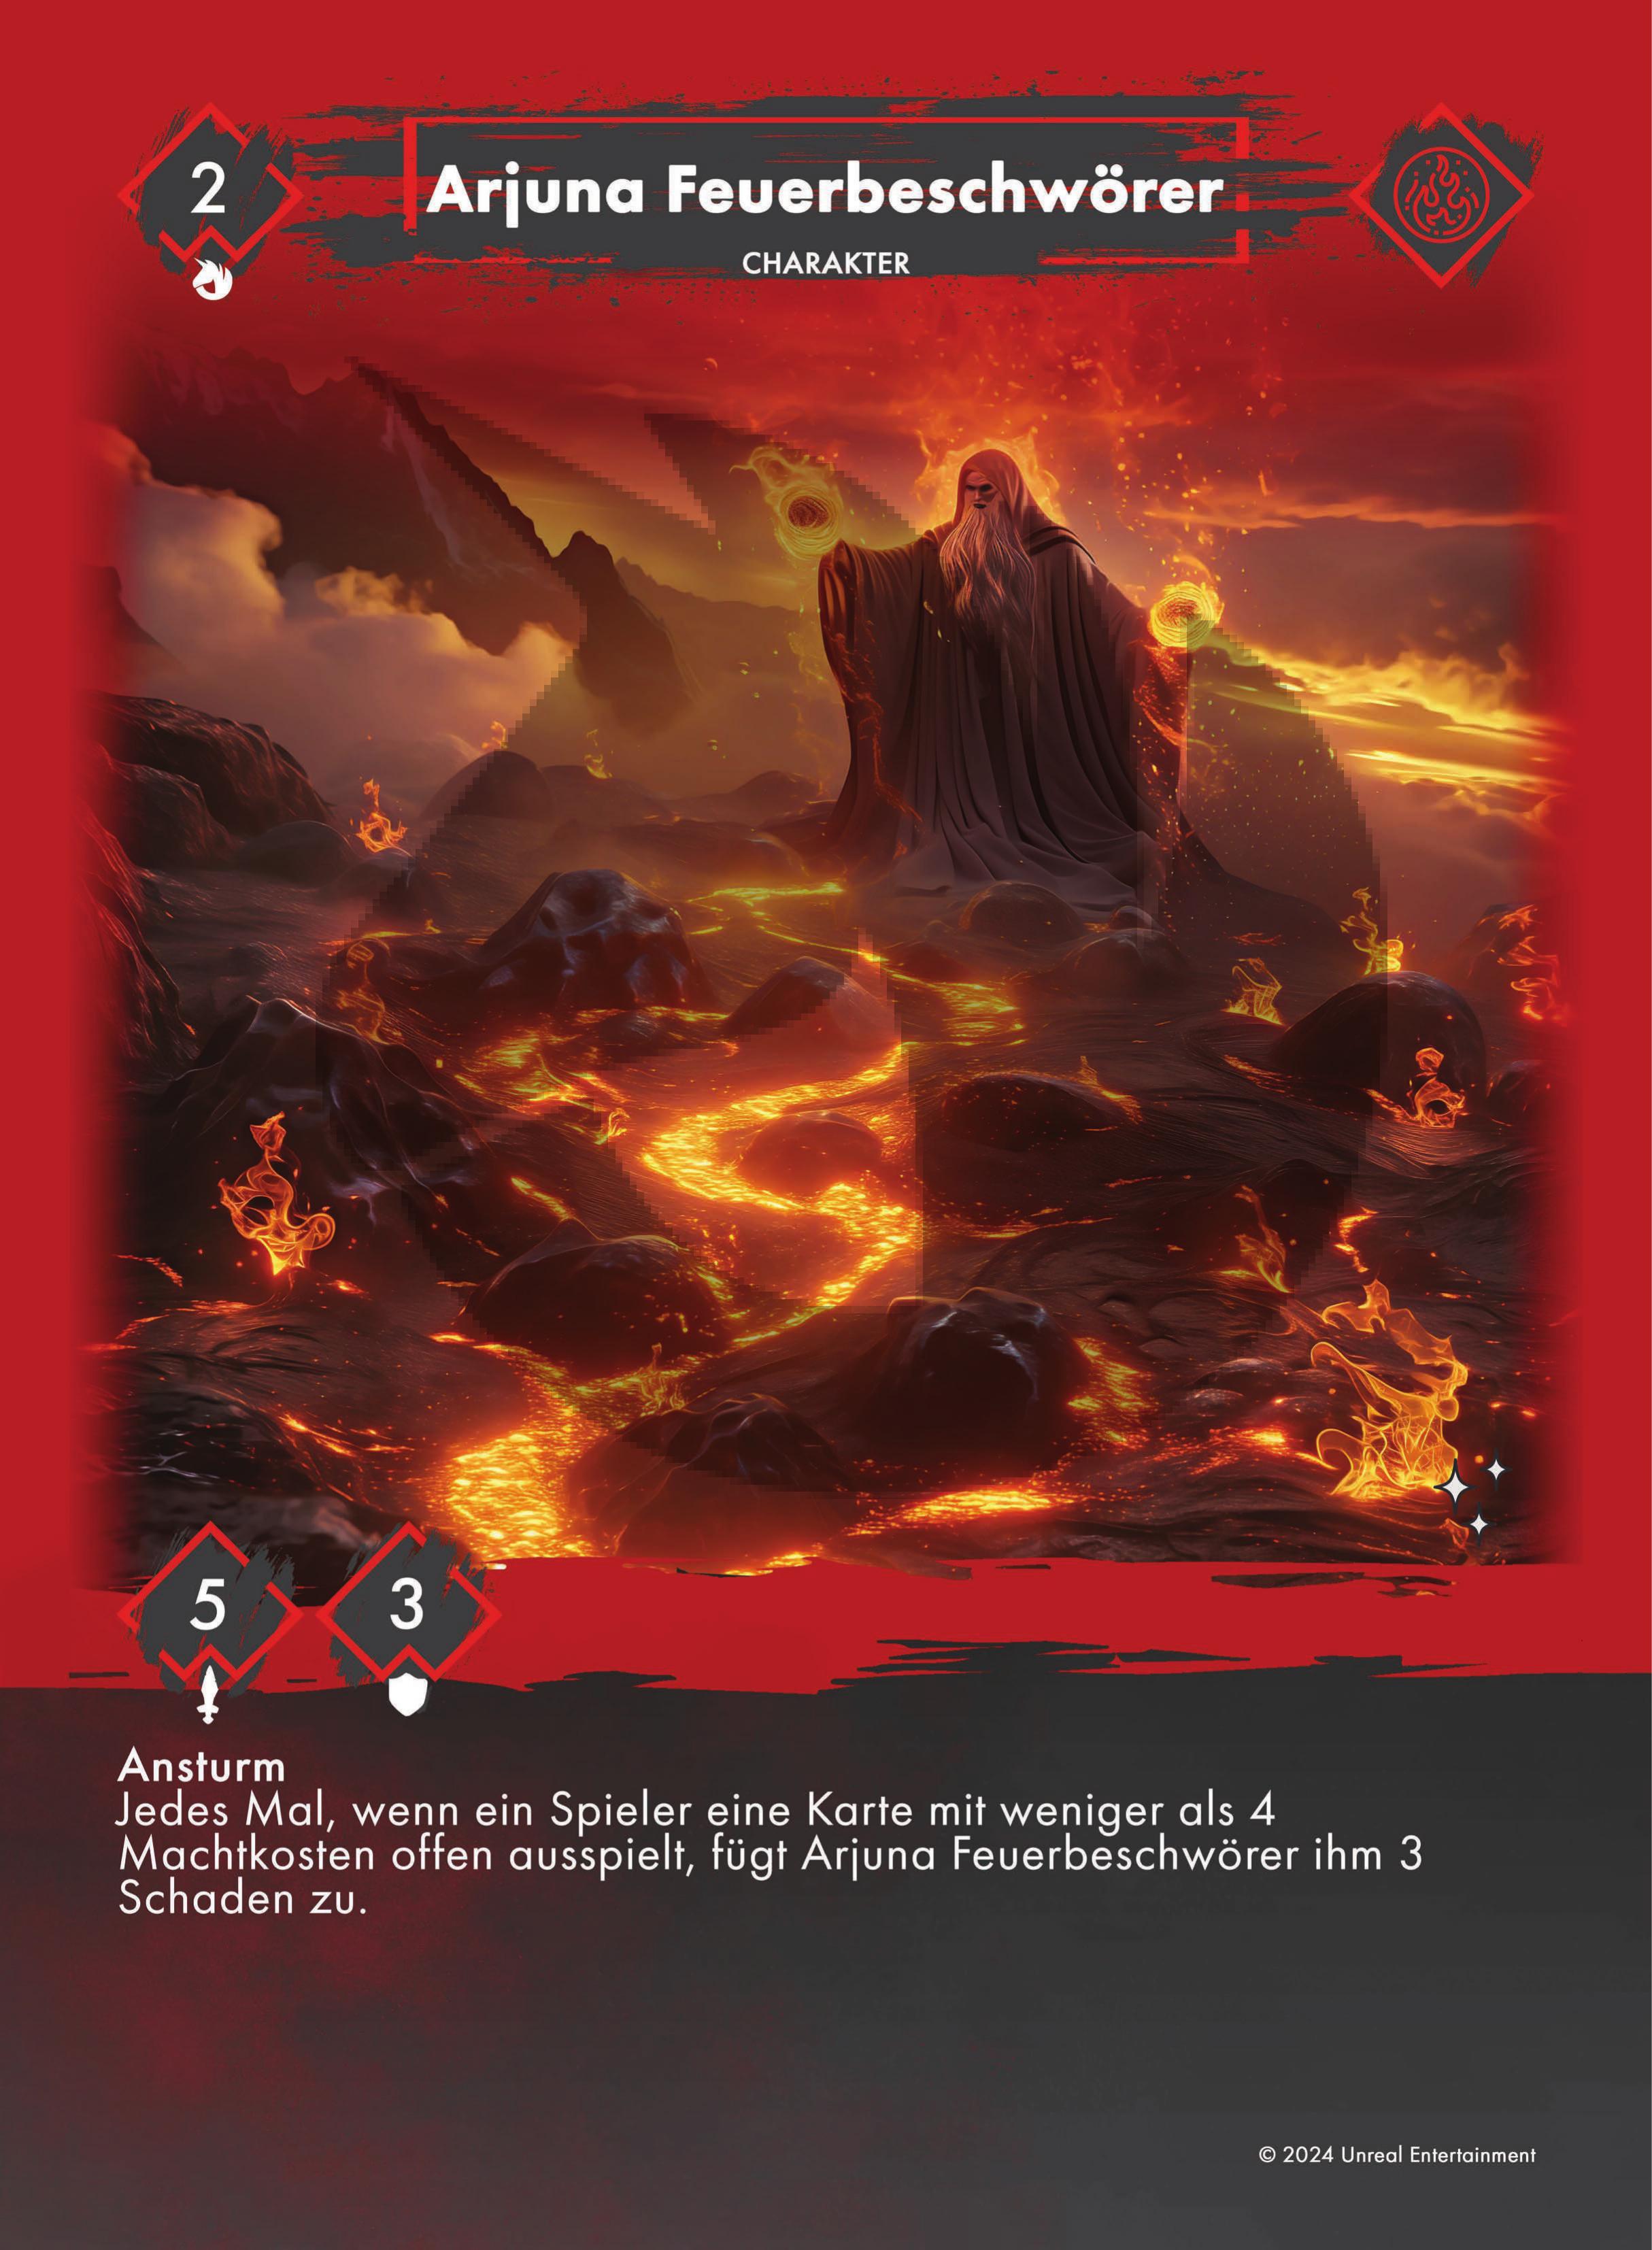 2
Arjuna Feuerbeschwörer
CHARAKTER
5
3
Ansturm
Jedes Mal, wenn ein Spieler eine Karte mit weniger als 4
Machtkosten offen ausspielt, fügt Arjuna Feuerbeschwörer ihm 3
Schaden zu.
© 2024 Unreal Entertainment